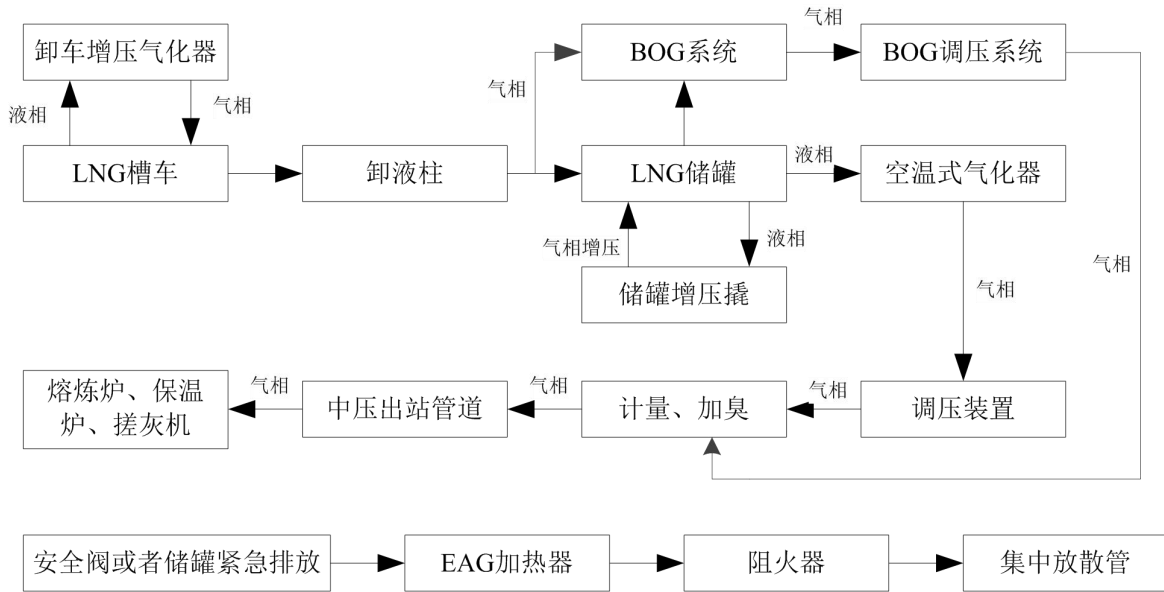 卸车增压气化器
BOG系统
气相
BOG调压系统
液相
气相
气相
LNG槽车
卸液柱
LNG储罐
液相
空温式气化器
气相增压
液相
储罐增压撬
气相
气相
熔炼炉、保温
炉、搓灰机
气相
中压出站管道
气相
计量、加臭
气相
调压装置
安全阀或者储罐紧急排放
EAG加热器
阻火器
集中放散管